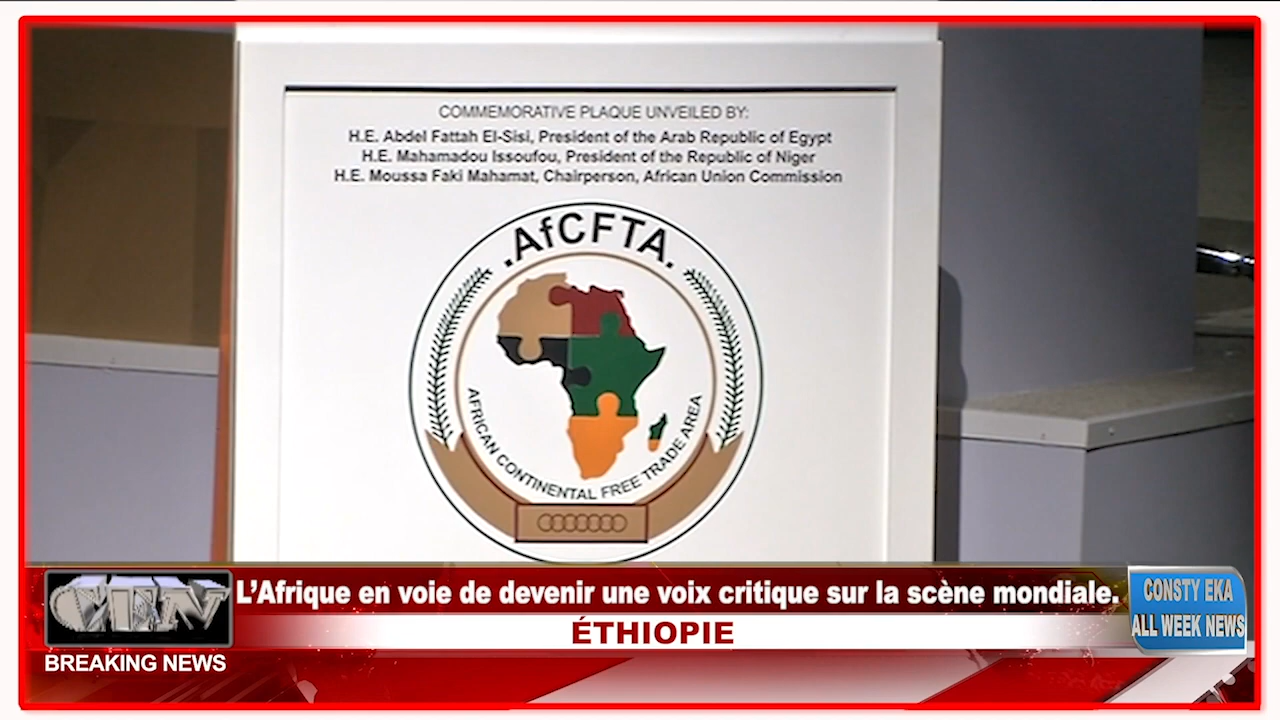 COMMEMORATIVE PLAQUE UNVEILED BY:
H.E. Abdel Fattah El-Sisi, President of the Arab Republic of Egypt
H.E. Mahamadou Issoufou, President of the Republic of Niger
H.E. Moussa Faki Mahamat, Chairperson, African Union Commission
.AfCFTA.
AFRICAN CONTINENTAL FREE TRADE AREA
L'Afrique en voie de devenir une voix critique sur la scène mondiale.
ÉTHIOPIE
BREAKING NEWS
CONSTY EKA
ALL WEEK NEWS